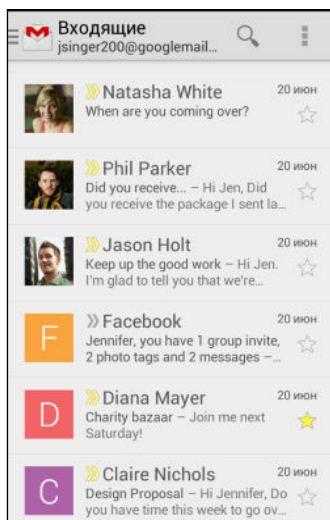 Входящие
jsinger200@googlemail...
Natasha White 20 июн
When are you coming over?
Phil Parker 20 июн
Did you receive... – Hi Jen, Did
you receive the package I sent la...
Jason Holt 20 июн
Keep up the good work – Hi Jen.
I'm glad to tell you that we're...
F
Facebook 20 июн
Jennifer, you have 1 group invite,
2 photo tags and 2 messages –...
D
Diana Mayer 20 июн
Charity bazaar – Join me next
Saturday!
C
Claire Nichols 20 июн
Design Proposal – Hi Jennifer, Do
you have time this week to go ov...